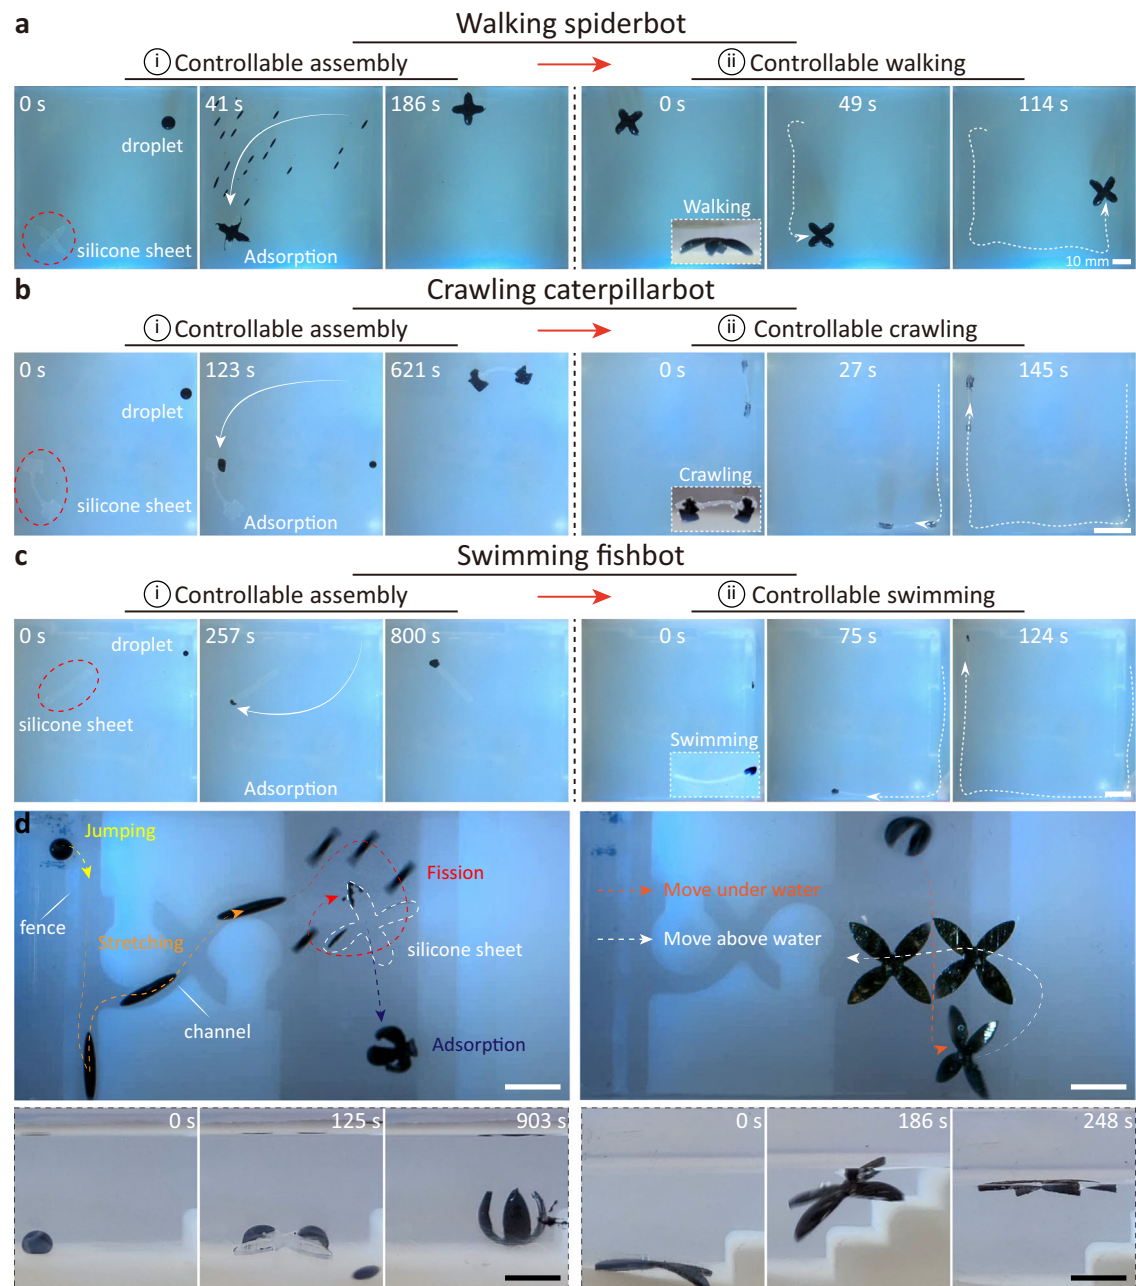 a
Walking spiderbot
i Controllable assembly
ii Controllable walking
0 s
droplet
silicone sheet
41 s
Adsorption
186 s
0 s
Walking
49 s
114 s
10 mm
b
Crawling caterpillarbot
i Controllable assembly
ii Controllable crawling
0 s
droplet
silicone sheet
123 s
Adsorption
621 s
0 s
Crawling
27 s
145 s
c
Swimming fishbot
i Controllable assembly
ii Controllable swimming
0 s
droplet
silicone sheet
257 s
Adsorption
800 s
0 s
Swimming
75 s
124 s
d
Jumping
fence
Stretching
channel
Fission
silicone sheet
Adsorption
Move under water
Move above water
0 s
125 s
903 s
0 s
186 s
248 s